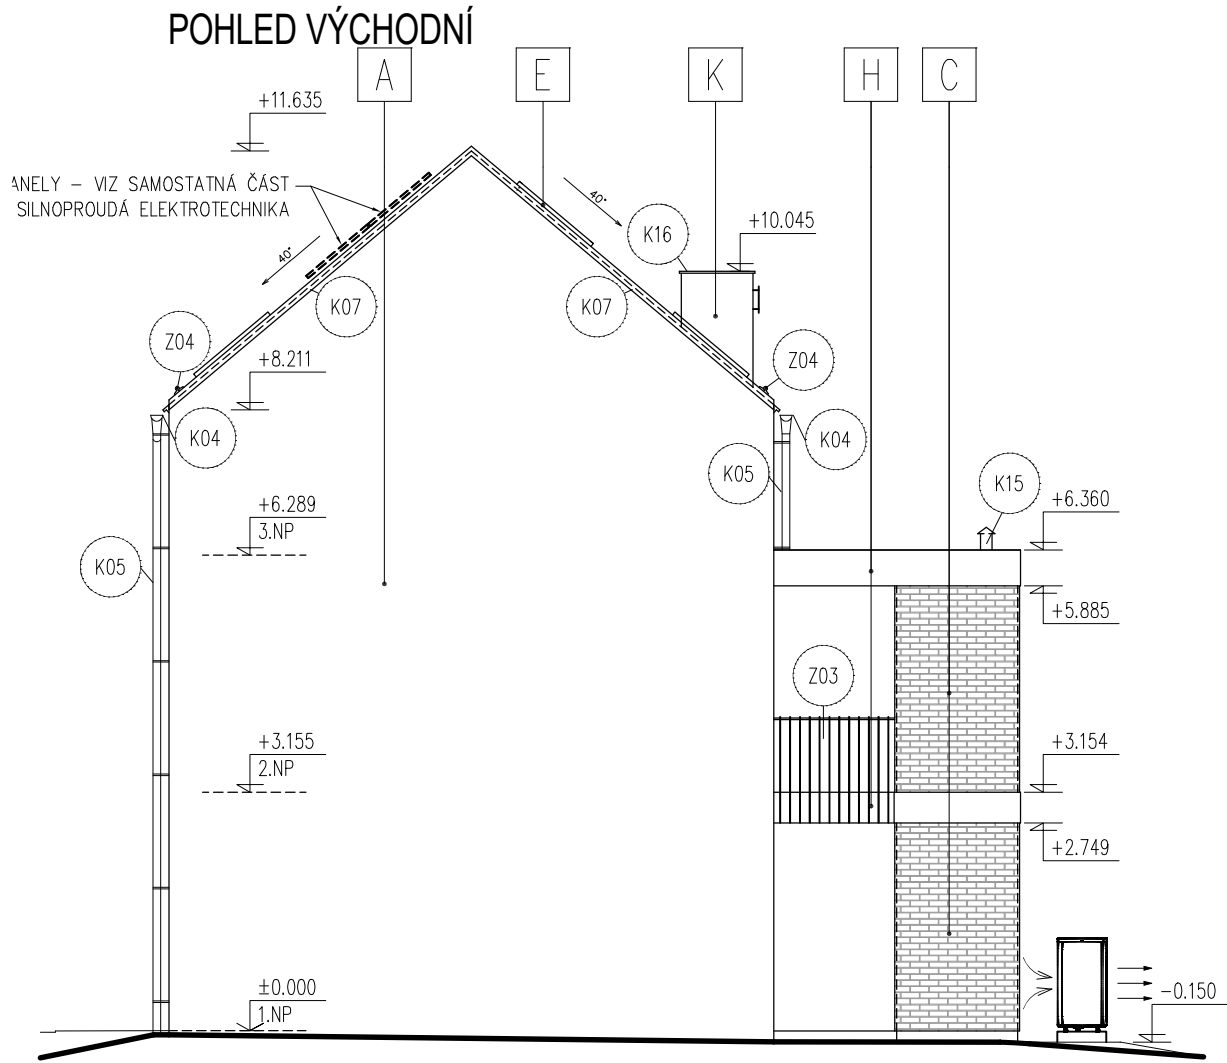 POHLED VÝCHODNÍ
A
E
K
H
C
+11.635
VIZ SAMOSTATNÁ ČÁST
SILNOPROUDÁ ELEKTROTECHNIKA
40°
40°
K16
+10.045
K07
K07
Z04
Z04
+8.211
K04
K04
K05
K15
+6.289
3.NP
+6.360
K05
+5.885
Z03
+3.155
2.NP
+3.154
+2.749
±0.000
1.NP
-0.150